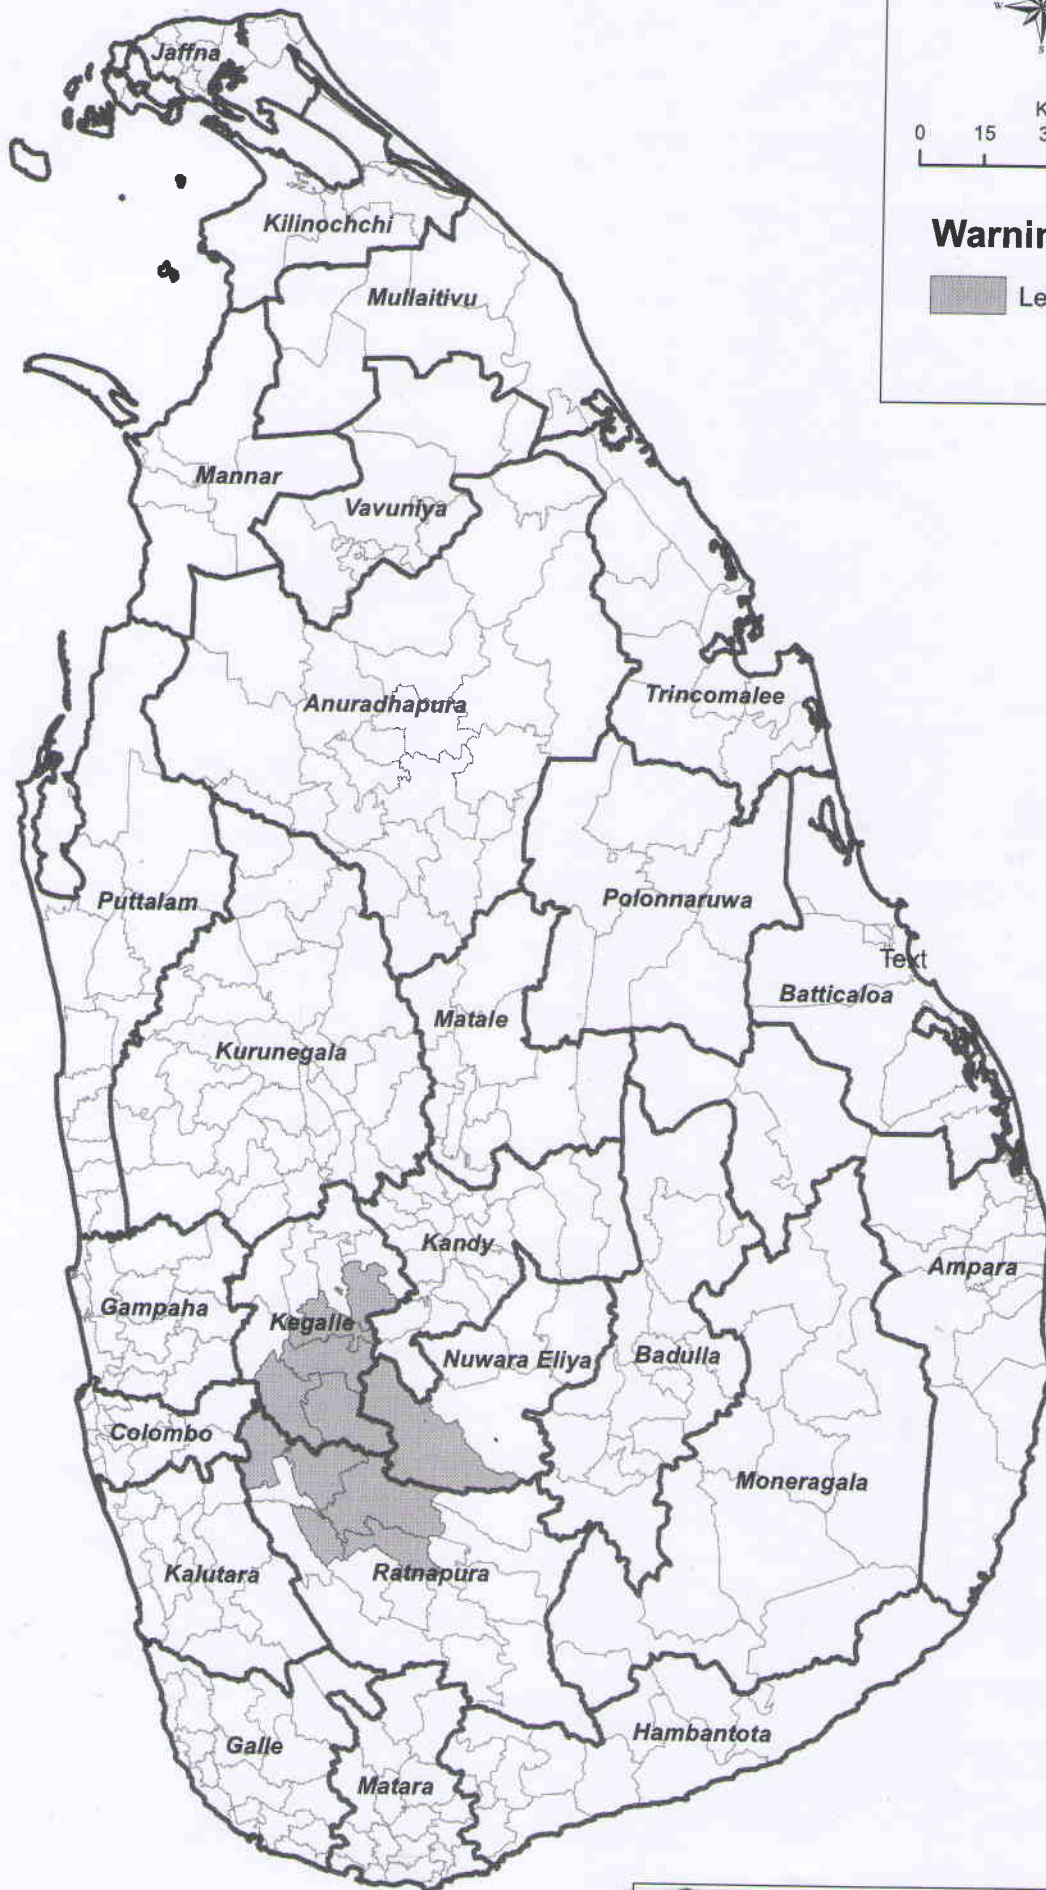 W
S
K
0 15 3
Warnin
Le
Jaffna
Kilinochchi
Mullaitivu
Mannar
Vavuniya
Anuradhapura
Trincomalee
Puttalam
Polonnaruwa
Text
Batticaloa
Matale
Kurunegala
Kandy
Ampara
Gampaha
Kegalle
Nuwara Eliya
Badulla
Colombo
Moneragala
Kalutara
Ratnapura
Hambantota
Galle
Matara